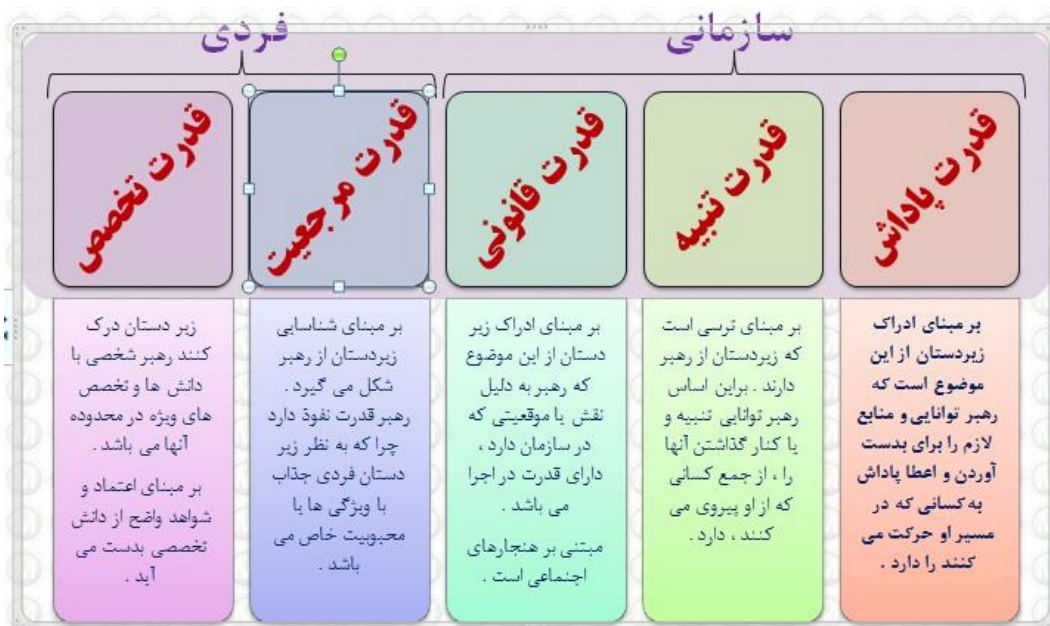 سازمانی
فردی
قدرت پاداش
قدرت تنبیه
قدرت قانونی
قدرت مرجعیت
قدرت تخصص
بر مبنای ادراک
زیردستان از این
موضوع است که
رهبر توانایی و منابع
لازم را برای بدست
آوردن و اعطا پاداش
به کسانی که در
مسیر او حرکت می
کنند را دارد .
بر مبنای ترسی است
که زیردستان از رهبر
دارند . براین اساس
رهبر توانایی تنبیه و
یا کنار گذاشتن آنها
را ، از جمع کسانی
که از او پیروی می
کنند ، دارد .
بر مبنای ادراک زیر
دستان از این موضوع
که رهبر به دلیل
نقش یا موقعیتی که
در سازمان دارد ،
دارای قدرت در اجرا
می باشد .
مبتنی بر هنجارهای
اجتماعی است .
بر مبنای شناسایی
زیردستان از رهبر
شکل می گیرد .
رهبر قدرت نفوذ دارد
چرا که به نظر زیر
دستان فردی جذاب
با ویژگی ها یا
محبوبیت خاص می
باشد .
زیر دستان درک
کنند رهبر شخصی با
دانش ها و تخصص
های ویژه در محدوده
آنها می باشد .
بر مبنای اعتماد و
شواهد واضح از دانش
تخصصی بدست می
آید .